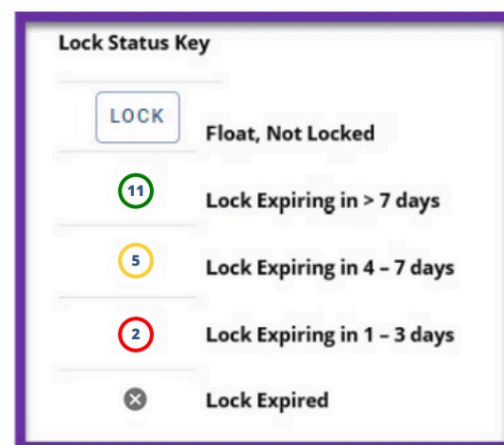 Lock Status Key
LOCK Float, Not Locked
11 Lock Expiring in > 7 days
5 Lock Expiring in 4 – 7 days
2 Lock Expiring in 1 – 3 days
Lock Expired